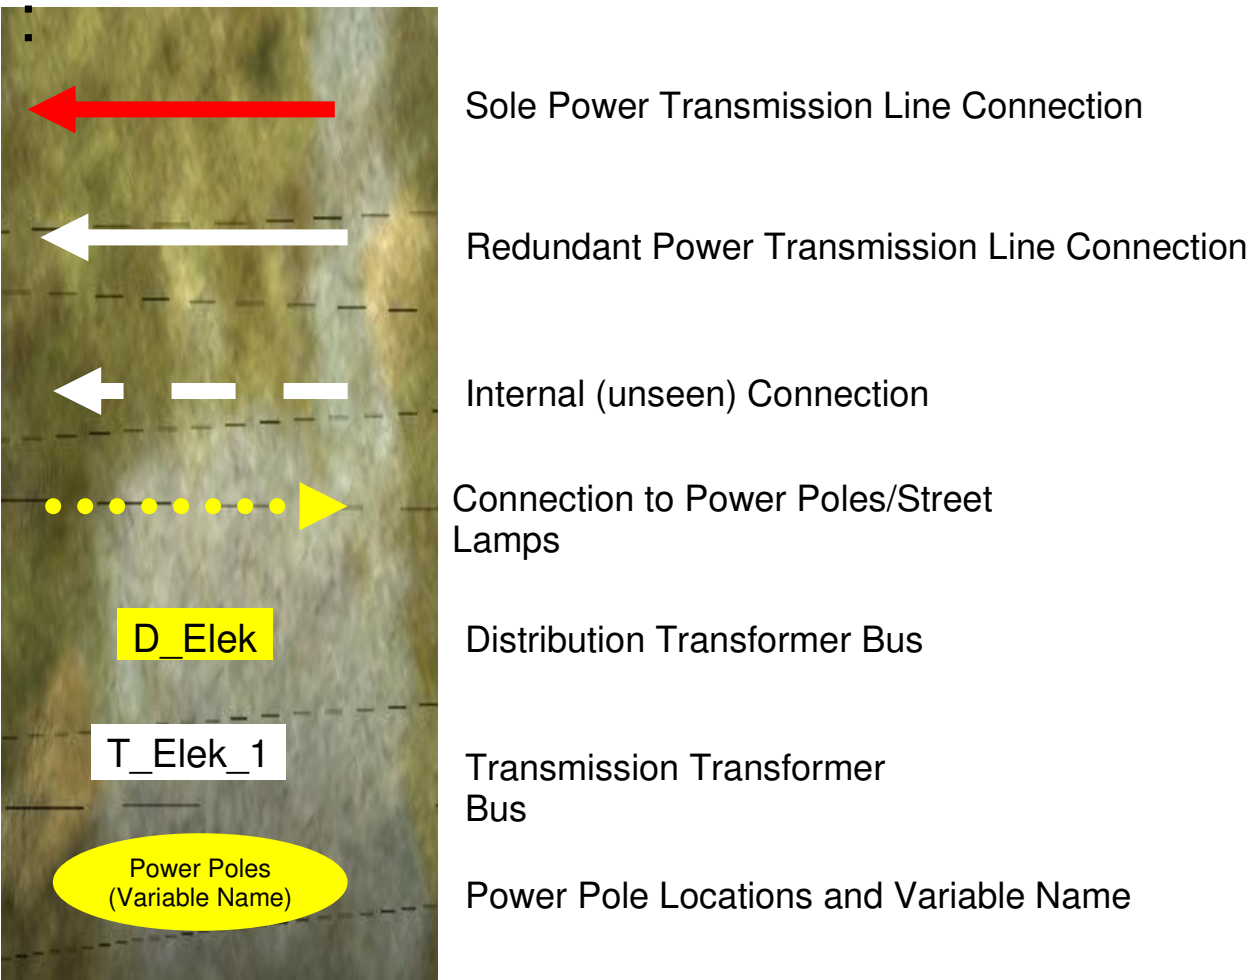 :
Sole Power Transmission Line Connection
Redundant Power Transmission Line Connection
Internal (unseen) Connection
Connection to Power Poles/Street
Lamps
D_Elek
Distribution Transformer Bus
T_Elek_1
Transmission Transformer
Bus
Power Poles
(Variable Name)
Power Pole Locations and Variable Name